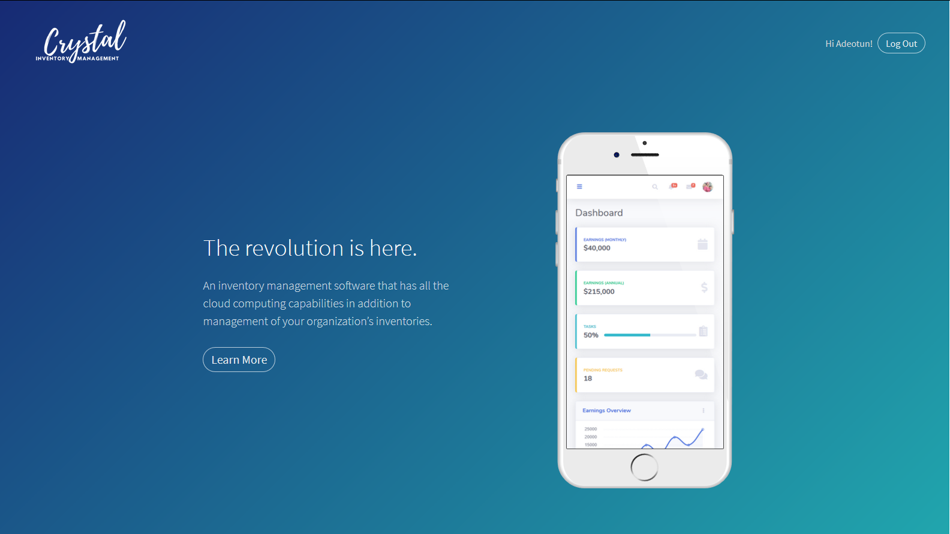 Crystal
INVENTORY MANAGEMENT
Hi Adeotun!
Log Out
The revolution is here.
An inventory management software that has all the
cloud computing capabilities in addition to
management of your organization’s inventories.
Learn More
Dashboard
EARNINGS (MONTHLY)
$40,000
EARNINGS (ANNUAL)
$215,000
TASKS
50%
PENDING REQUESTS
18
Earnings Overview
25000
20000
10000